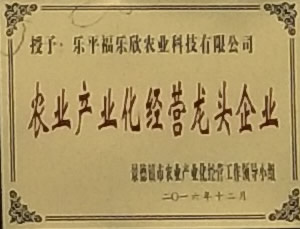 授予:乐平福乐欣农业科技有限公司
农业产业化经营龙头企业
景德镇市农业产业化经营工作领导小组
二〇一六年十二月